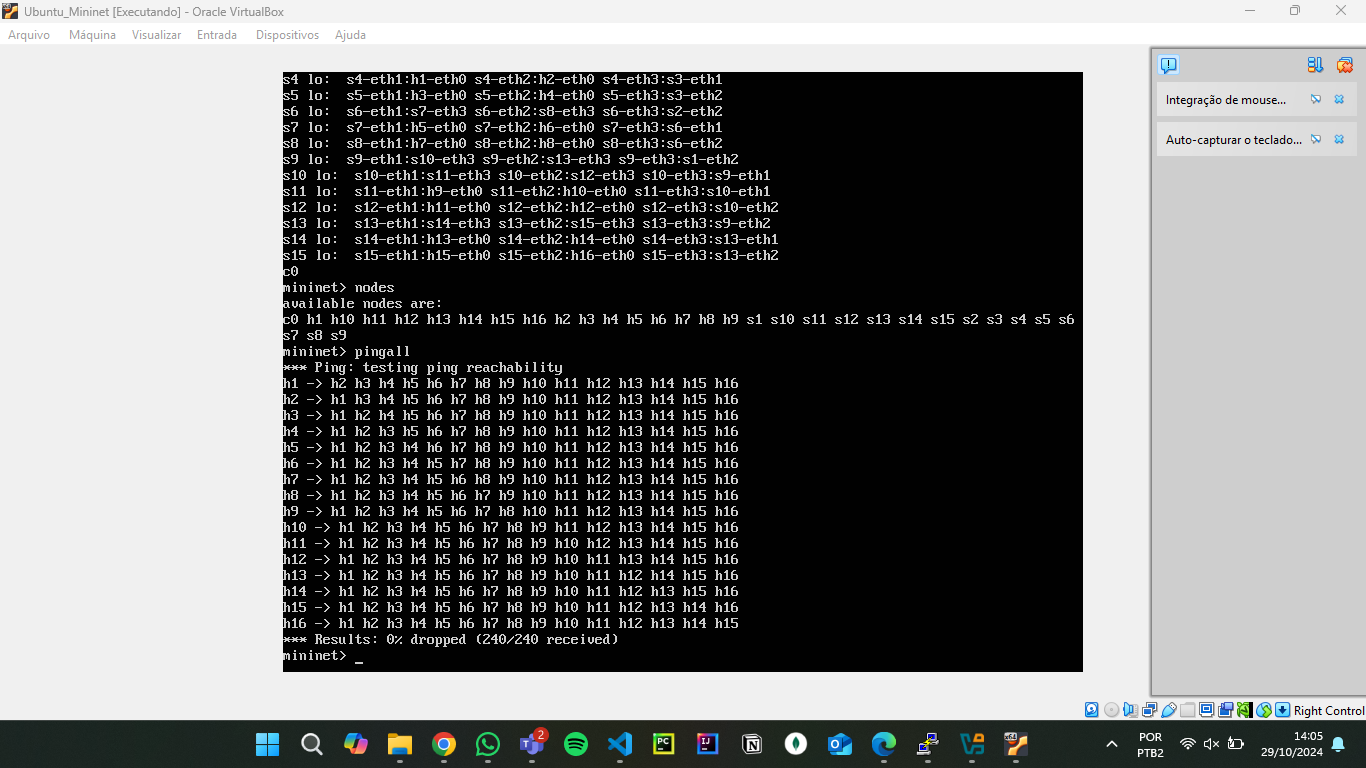 Ubuntu_Mininet [Executando] - Oracle VirtualBox
Arquivo Máquina Visualizar Entrada Dispositivos Ajuda
s4 lo:  s4-eth1:h1-eth0 s4-eth2:h2-eth0 s4-eth3:s3-eth1
s5 lo:  s5-eth1:h3-eth0 s5-eth2:h4-eth0 s5-eth3:s3-eth2
s6 lo:  s6-eth1:s7-eth3 s6-eth2:s8-eth3 s6-eth3:s2-eth2
s7 lo:  s7-eth1:h5-eth0 s7-eth2:h6-eth0 s7-eth3:s6-eth1
s8 lo:  s8-eth1:h7-eth0 s8-eth2:h8-eth0 s8-eth3:s6-eth2
s9 lo:  s9-eth1:s10-eth3 s9-eth2:s13-eth3 s9-eth3:s1-eth2
s10 lo:  s10-eth1:s11-eth3 s10-eth2:s12-eth3 s10-eth3:s9-eth1
s11 lo:  s11-eth1:h9-eth0 s11-eth2:h10-eth0 s11-eth3:s10-eth1
s12 lo:  s12-eth1:h11-eth0 s12-eth2:h12-eth0 s12-eth3:s10-eth2
s13 lo:  s13-eth1:s14-eth3 s13-eth2:s15-eth3 s13-eth3:s9-eth2
s14 lo:  s14-eth1:h13-eth0 s14-eth2:h14-eth0 s14-eth3:s13-eth1
s15 lo:  s15-eth1:h15-eth0 s15-eth2:h16-eth0 s15-eth3:s13-eth2
c0
mininet> nodes
available nodes are:
c0 h1 h10 h11 h12 h13 h14 h15 h16 h2 h3 h4 h5 h6 h7 h8 h9 s1 s10 s11 s12 s13 s14 s15 s2 s3 s4 s5 s6
s7 s8 s9
mininet> pingall
*** Ping: testing ping reachability
h1 -> h2 h3 h4 h5 h6 h7 h8 h9 h10 h11 h12 h13 h14 h15 h16
h2 -> h1 h3 h4 h5 h6 h7 h8 h9 h10 h11 h12 h13 h14 h15 h16
h3 -> h1 h2 h4 h5 h6 h7 h8 h9 h10 h11 h12 h13 h14 h15 h16
h4 -> h1 h2 h3 h5 h6 h7 h8 h9 h10 h11 h12 h13 h14 h15 h16
h5 -> h1 h2 h3 h4 h6 h7 h8 h9 h10 h11 h12 h13 h14 h15 h16
h6 -> h1 h2 h3 h4 h5 h7 h8 h9 h10 h11 h12 h13 h14 h15 h16
h7 -> h1 h2 h3 h4 h5 h6 h8 h9 h10 h11 h12 h13 h14 h15 h16
h8 -> h1 h2 h3 h4 h5 h6 h7 h9 h10 h11 h12 h13 h14 h15 h16
h9 -> h1 h2 h3 h4 h5 h6 h7 h8 h10 h11 h12 h13 h14 h15 h16
h10 -> h1 h2 h3 h4 h5 h6 h7 h8 h9 h11 h12 h13 h14 h15 h16
h11 -> h1 h2 h3 h4 h5 h6 h7 h8 h9 h10 h12 h13 h14 h15 h16
h12 -> h1 h2 h3 h4 h5 h6 h7 h8 h9 h10 h11 h13 h14 h15 h16
h13 -> h1 h2 h3 h4 h5 h6 h7 h8 h9 h10 h11 h12 h14 h15 h16
h14 -> h1 h2 h3 h4 h5 h6 h7 h8 h9 h10 h11 h12 h13 h15 h16
h15 -> h1 h2 h3 h4 h5 h6 h7 h8 h9 h10 h11 h12 h13 h14 h16
h16 -> h1 h2 h3 h4 h5 h6 h7 h8 h9 h10 h11 h12 h13 h14 h15
*** Results: 0% dropped (240/240 received)
mininet> _
Integração de mouse...
Auto-capturar o teclado...
Right Control
2
PC
IJ
POR
PTB2
14:05
29/10/2024